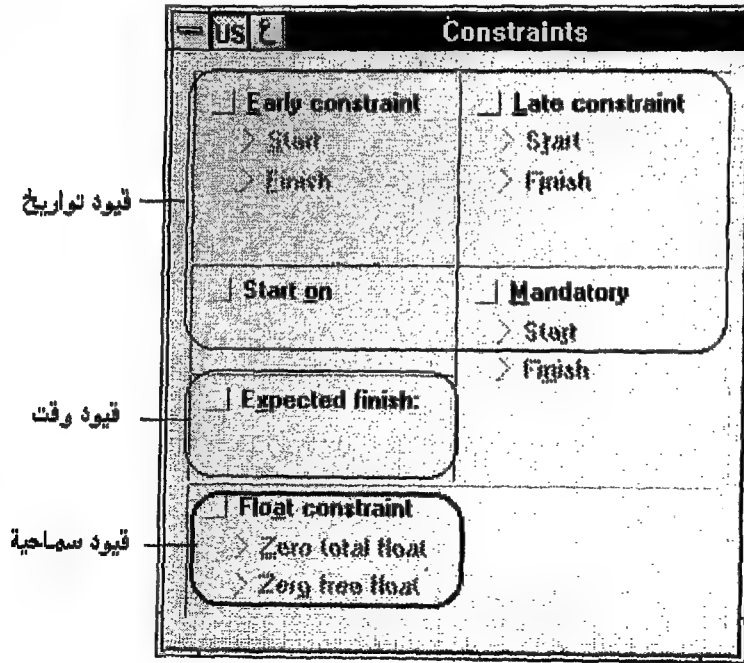 US ع Constraints
Early constraint
Start
Finish
Late constraint
Start
Finish
قيود تواريخ
Start on
Mandatory
Start
Finish
Expected finish:
قيود وقت
Float constraint
Zero total float
Zero free float
قيود سماحية